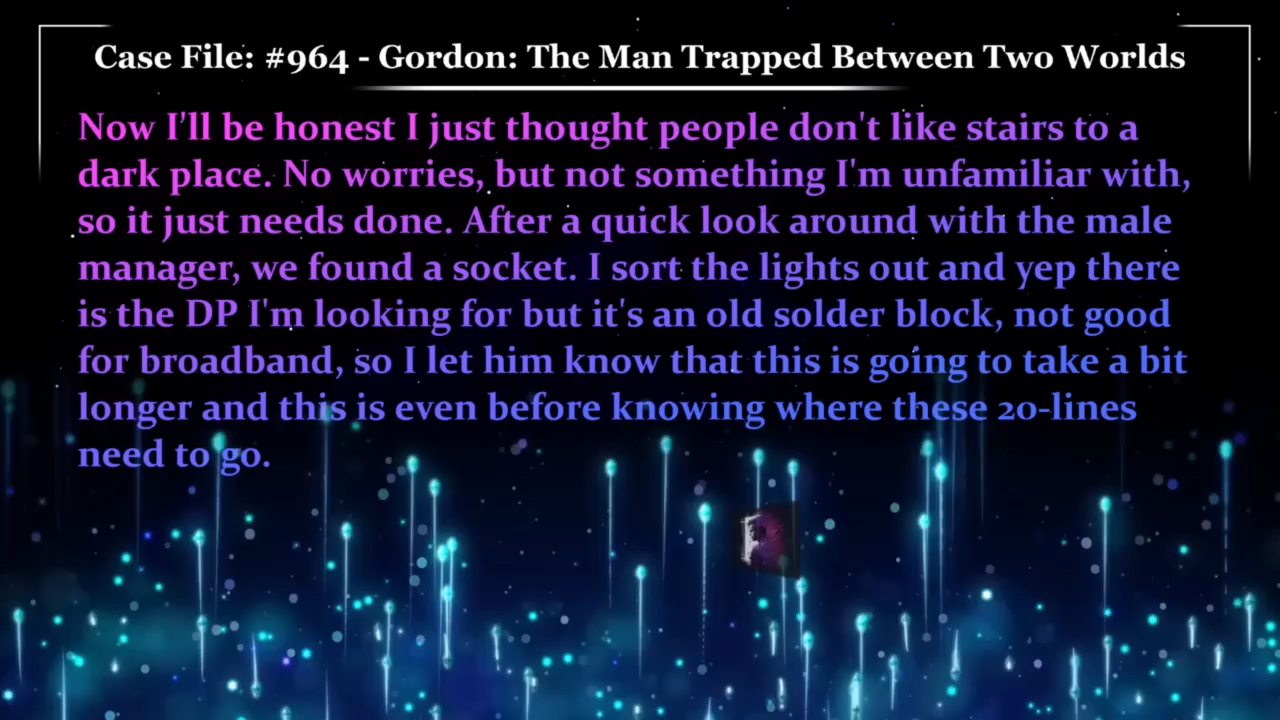 Case File: #964 - Gordon: The Man Trapped Between Two Worlds
Now I'll be honest I just thought people don't like stairs to a
dark place. No worries, but not something I'm unfamiliar with,
so it just needs done. After a quick look around with the male
manager, we found a socket. I sort the lights out and yep there
is the DP I'm looking for but it's an old solder block, not good
for broadband, so I let him know that this is going to take a bit
longer and this is even before knowing where these 20-lines
need to go.